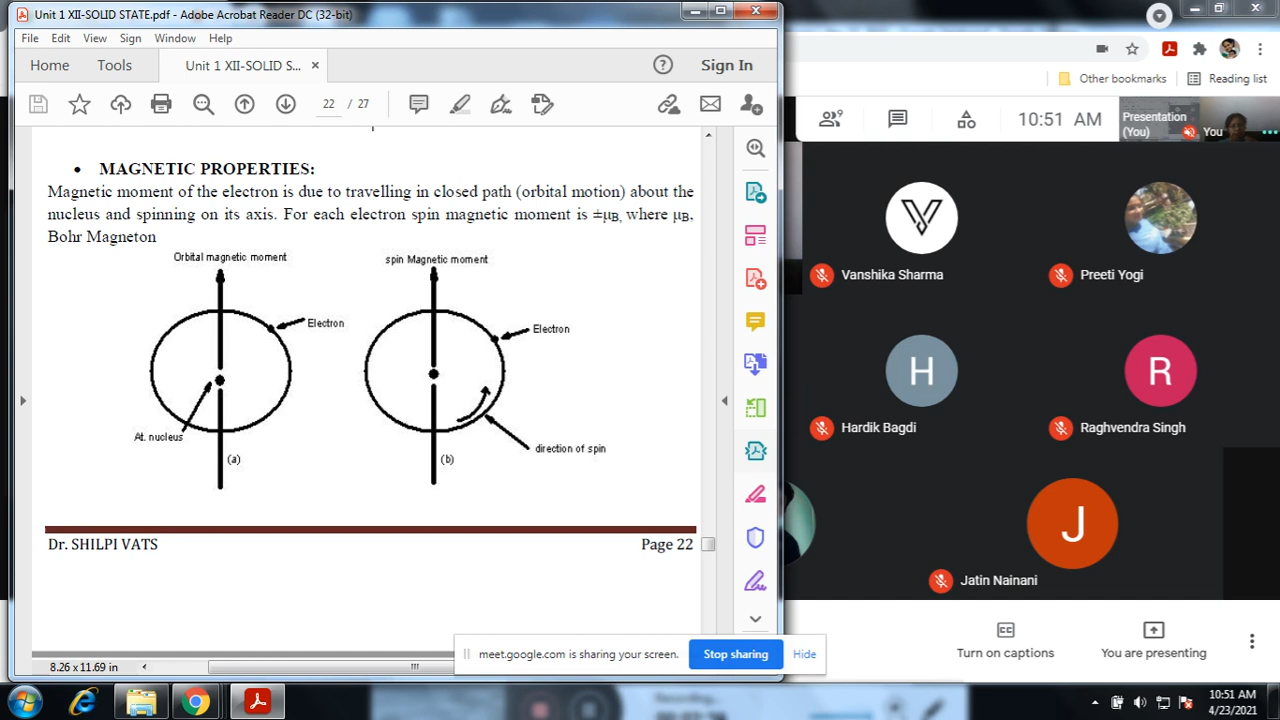 Unit 1 XII-SOLID STATE.pdf - Adobe Acrobat Reader DC (32-bit)
File Edit View Sign Window Help
Home Tools Unit 1 XII-SOLID S... × Sign In
22 / 27
• MAGNETIC PROPERTIES:
Magnetic moment of the electron is due to travelling in closed path (orbital motion) about the
nucleus and spinning on its axis. For each electron spin magnetic moment is ±μB, where μB,
Bohr Magneton
Orbital magnetic moment
spin Magnetic moment
Electron
Electron
At. nucleus
direction of spin
(a)
(b)
Dr. SHILPI VATS Page 22
8.26 x 11.69 in
meet.google.com is sharing your screen. Stop sharing Hide
Other bookmarks Reading list
9
10:51 AM
Presentation
(You)
You
Vanshika Sharma
Preeti Yogi
H
R
Hardik Bagdi
Raghvendra Singh
J
Jatin Nainani
CC
Turn on captions
You are presenting
Recording...
10:51 AM
4/23/2021